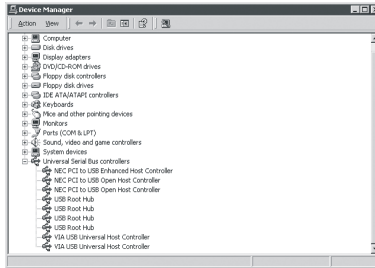 Device Manager
Action View
Computer
Disk drives
Display adapters
DVD/CD-ROM drives
Floppy disk controllers
Floppy disk drives
IDE ATA/ATAPI controllers
Keyboards
Mice and other pointing devices
Monitors
Ports (COM & LPT)
Sound, video and game controllers
System devices
Universal Serial Bus controllers
NEC PCI to USB Enhanced Host Controller
NEC PCI to USB Open Host Controller
NEC PCI to USB Open Host Controller
USB Root Hub
USB Root Hub
USB Root Hub
USB Root Hub
VIA USB Universal Host Controller
VIA USB Universal Host Controller